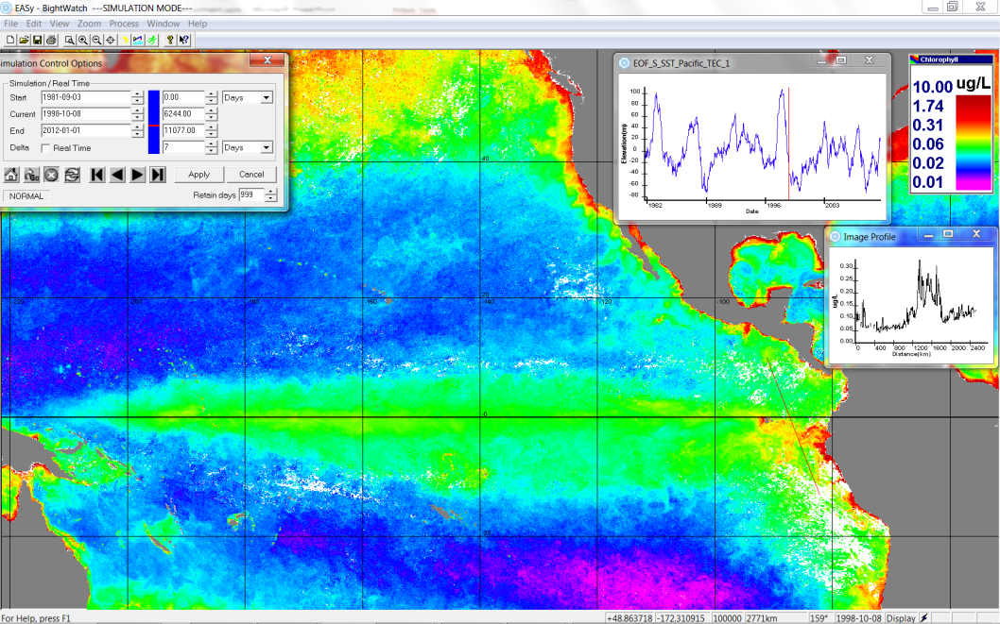 EASy - BightWatch ---SIMULATION MODE---
File Edit View Zoom Process Window Help
imulation Control Options
Simulation / Real Time
Start 1981-09-03 0.00 Days
Current 1998-10-08 6244.00
End 2012-01-01 11077.00
Delta Real Time 7 Days
Apply Cancel
NORMAL Retain days 999
EOF_S_SST_Pacific_TEC_1
Elevation(m)
100
80
60
40
20
0
-20
-40
-60
-80
1982 1989 1996 2003
Date
Chlorophyll
10.00 ug/L
1.74
0.31
0.06
0.02
0.01
Image Profile
ug/L
0.30
0.25
0.20
0.15
0.10
0.05
0.00
0 400 800 1200 1600 2000 2400
Distance(km)
40
20
-160 -120 -100
0
-20
For Help, press F1
+48.863718 -172.310915 100000 2771km 159° 1998-10-08 Display